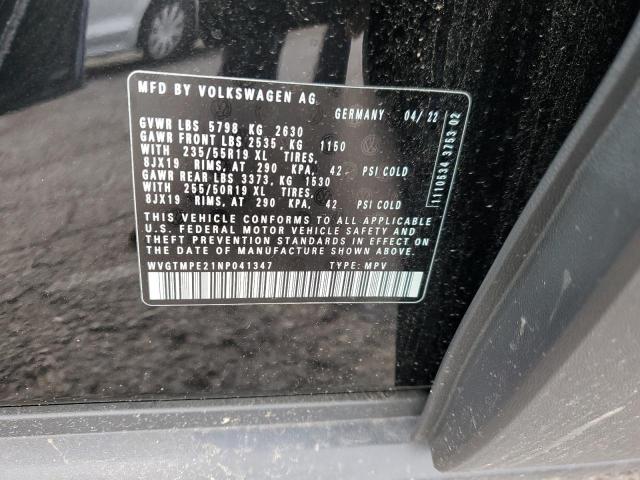 MFD BY VOLKSWAGEN AG
GERMANY 04/ 22
GVWR LBS 5798 KG 2630
GAWR FRONT LBS 2535, KG 1150
WITH 235/55R19 XL TIRES,
8JX19 RIMS, AT 290 KPA, 42 PSI COLD
GAWR REAR LBS 3373, KG 1530
WITH 255/50R19 XL TIRES,
8JX19 RIMS, AT 290 KPA, 42 PSI COLD
THIS VEHICLE CONFORMS TO ALL APPLICABLE
U.S. FEDERAL MOTOR VEHICLE SAFETY AND
THEFT PREVENTION STANDARDS IN EFFECT ON
THE DATE OF MANUFACTURE SHOWN ABOVE.
WVGTMPE21NP041347 TYPE: MPV
1110534 3753 02